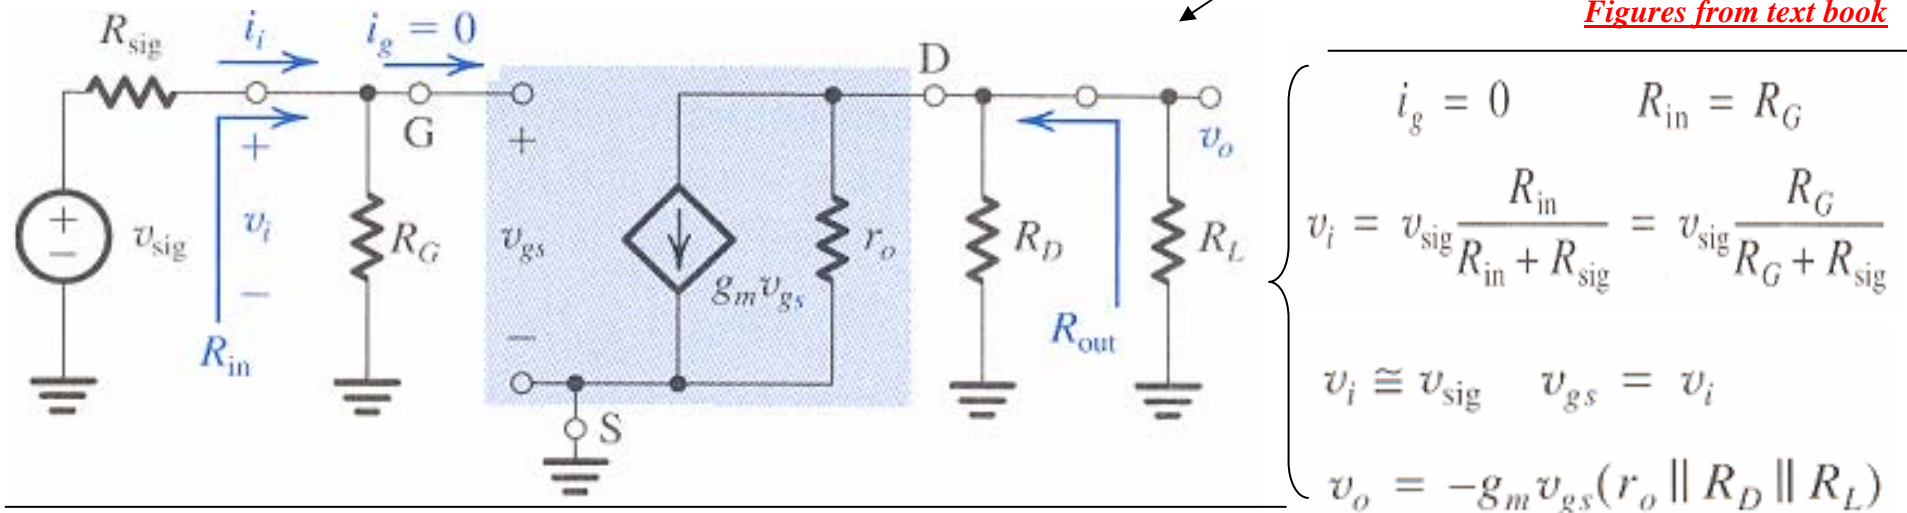 Figures from text book
R_sig i_i i_g = 0 D
G + + v_o
+ − v_sig v_i R_G v_gs g_m v_gs r_o R_D R_L
− −
R_in R_out
S
i_g = 0 R_in = R_G
v_i = v_sig R_in / (R_in + R_sig) = v_sig R_G / (R_G + R_sig)
v_i ≅ v_sig v_gs = v_i
v_o = −g_m v_gs (r_o || R_D || R_L)